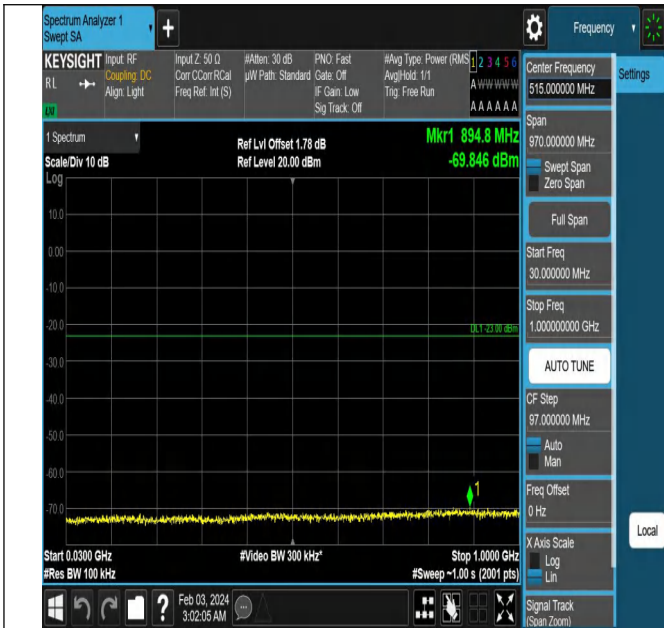 Spectrum Analyzer 1
Swept SA
+
Frequency
KEYSIGHT
RL
LXI
Input: RF
Coupling: DC
Align: Light
Input Z: 50 Ω
Corr CCorr RCal
Freq Ref: Int (S)
#Atten: 30 dB
µW Path: Standard
PNO: Fast
Gate: Off
IF Gain: Low
Sig Track: Off
#Avg Type: Power (RMS
Avg|Hold: 1/1
Trig: Free Run
1 2 3 4 5 6
A W W W W W
A A A A A A
1 Spectrum
Scale/Div 10 dB
Log
Ref Lvl Offset 1.78 dB
Ref Level 20.00 dBm
Mkr1 894.8 MHz
-69.846 dBm
10.0
0.00
-10.0
-20.0
-30.0
-40.0
-50.0
-60.0
-70.0
DL1 -23.00 dBm
1
Start 0.0300 GHz
#Res BW 100 kHz
#Video BW 300 kHz*
Stop 1.0000 GHz
#Sweep ~1.00 s (2001 pts)
Feb 03, 2024
3:02:05 AM
?
Center Frequency
515.000000 MHz
Settings
Span
970.000000 MHz
Swept Span
Zero Span
Full Span
Start Freq
30.000000 MHz
Stop Freq
1.000000000 GHz
AUTO TUNE
CF Step
97.000000 MHz
Auto
Man
Freq Offset
0 Hz
X Axis Scale
Log
Lin
Local
Signal Track
(Span Zoom)